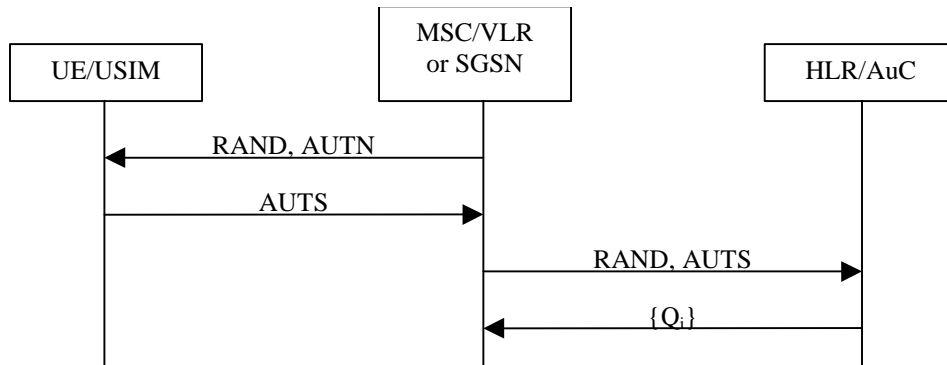 MSC/VLR
or SGSN
UE/USIM
HLR/AuC
RAND, AUTN
AUTS
RAND, AUTS
{Qi}